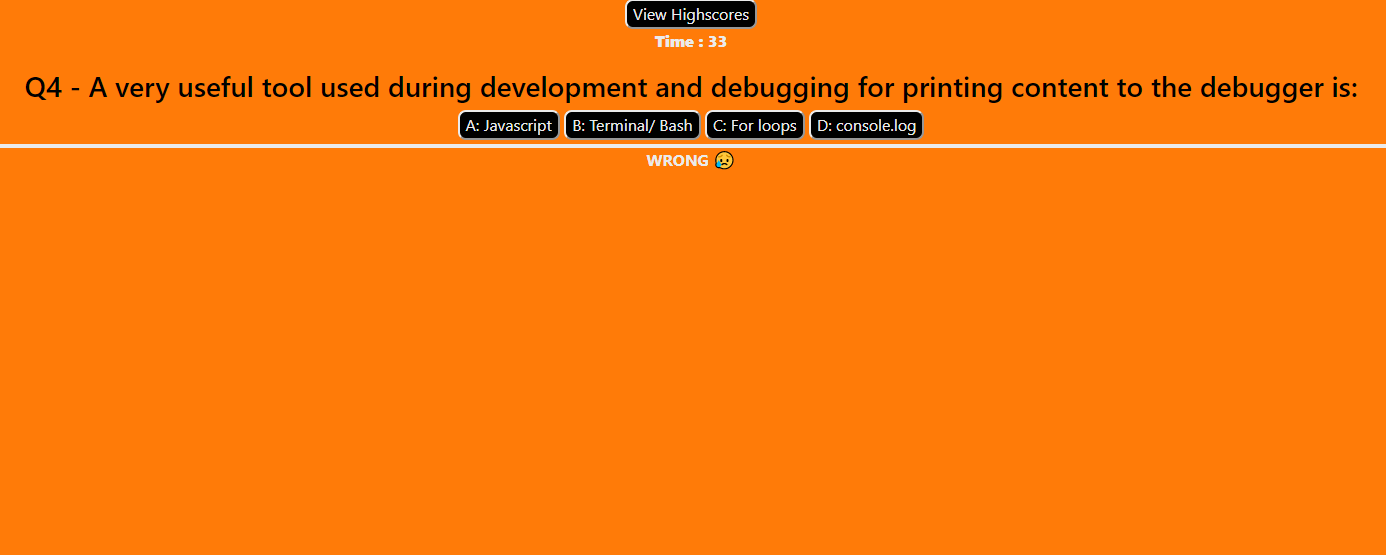 View Highscores
Time : 33
Q4 - A very useful tool used during development and debugging for printing content to the debugger is:
A: Javascript B: Terminal/ Bash C: For loops D: console.log
WRONG 😥